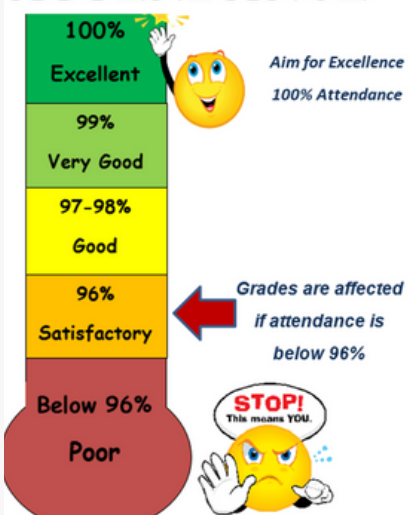 100%
Excellent
Aim for Excellence
100% Attendance
99%
Very Good
97-98%
Good
96%
Satisfactory
Grades are affected
if attendance is
below 96%
Below 96%
Poor
STOP!
This means YOU.